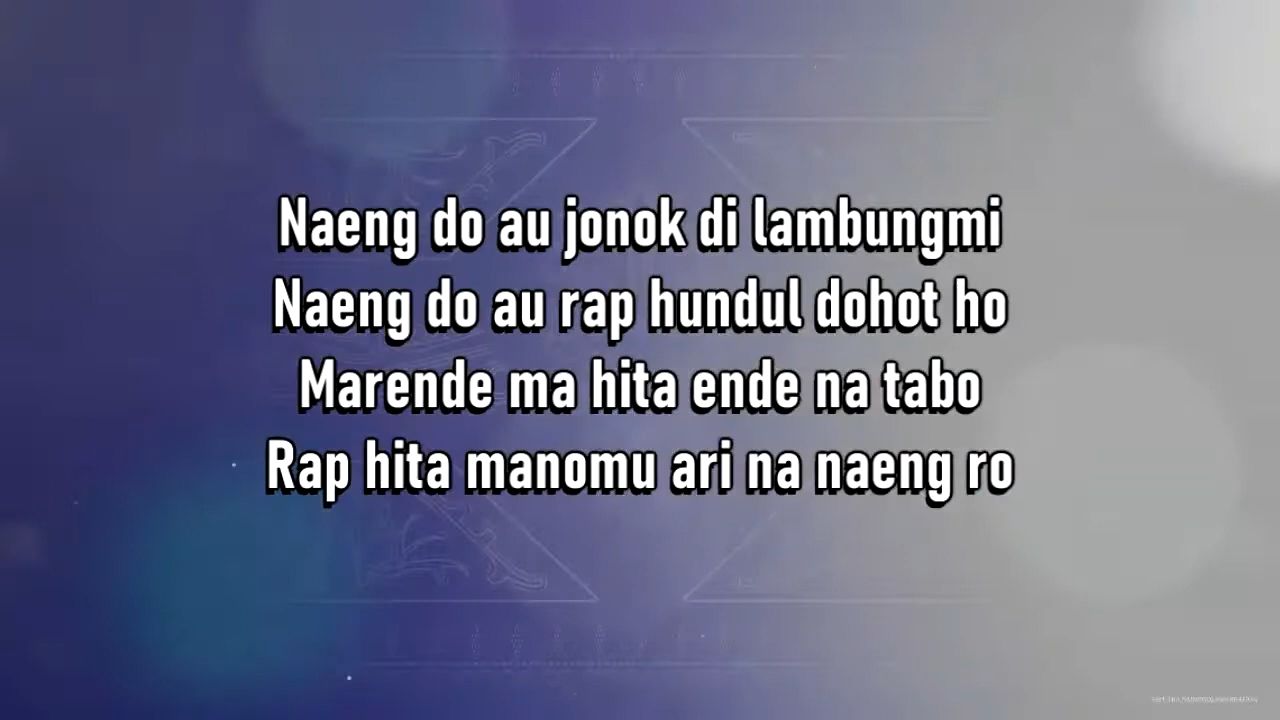 Naeng do au jonok di lambungmi
Naeng do au rap hundul dohot ho
Marende ma hita ende na tabo
Rap hita manomu ari na naeng ro